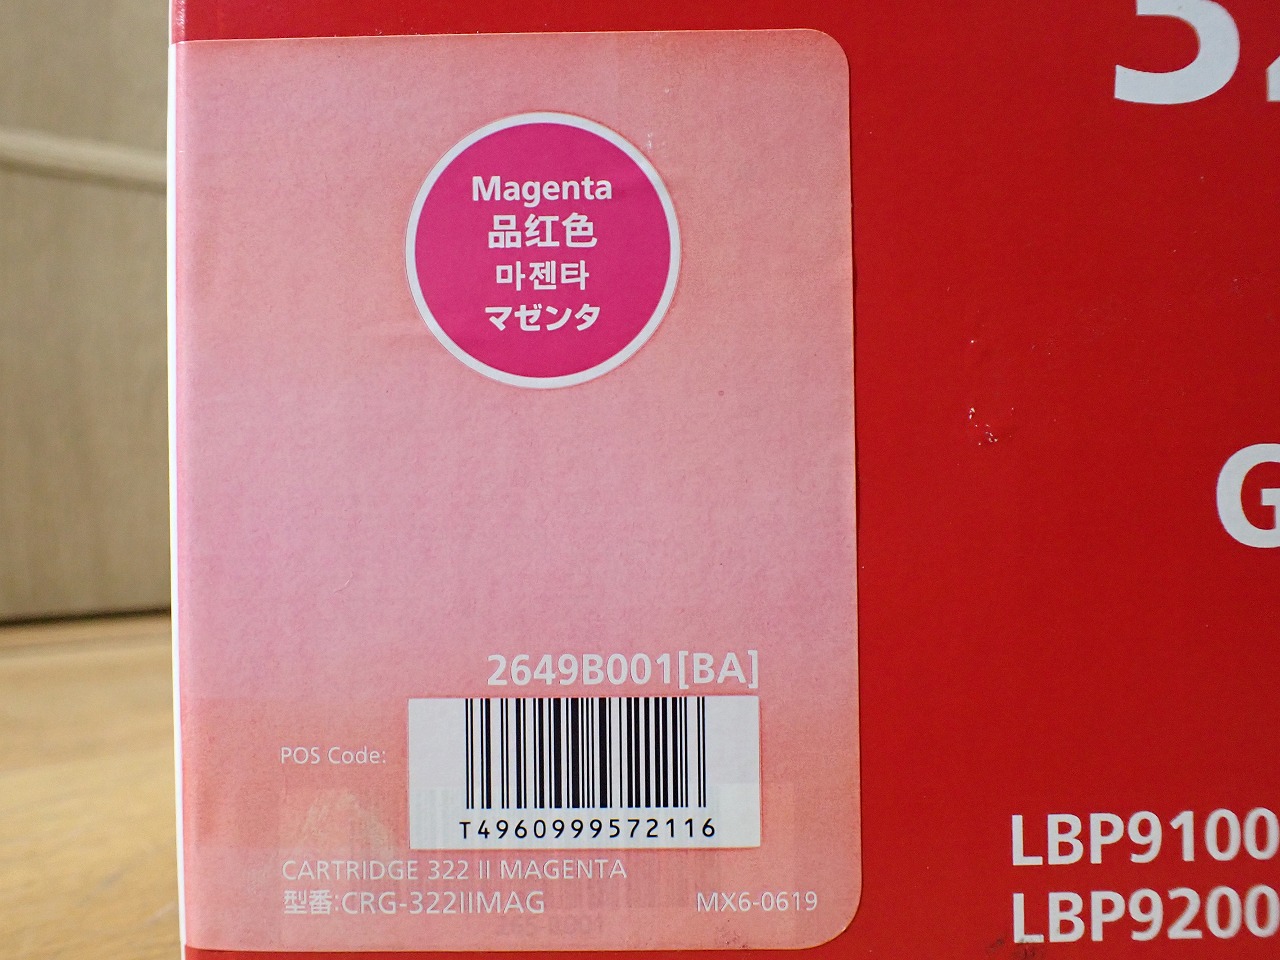 Magenta
品红色
마젠타
マゼンタ
2649B001[BA]
POS Code:
T4960999572116
CARTRIDGE 322 II MAGENTA
型番:CRG-322IIMAG
MX6-0619
LBP9100
LBP9200